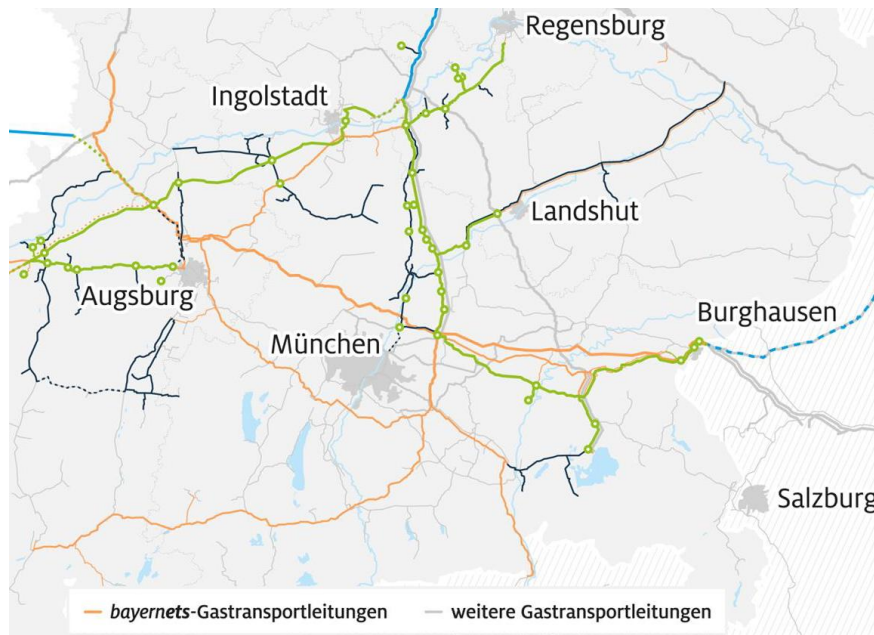 Regensburg
Ingolstadt
Landshut
Augsburg
Burghausen
München
Salzburg
bayernets-Gastransportleitungen
weitere Gastransportleitungen